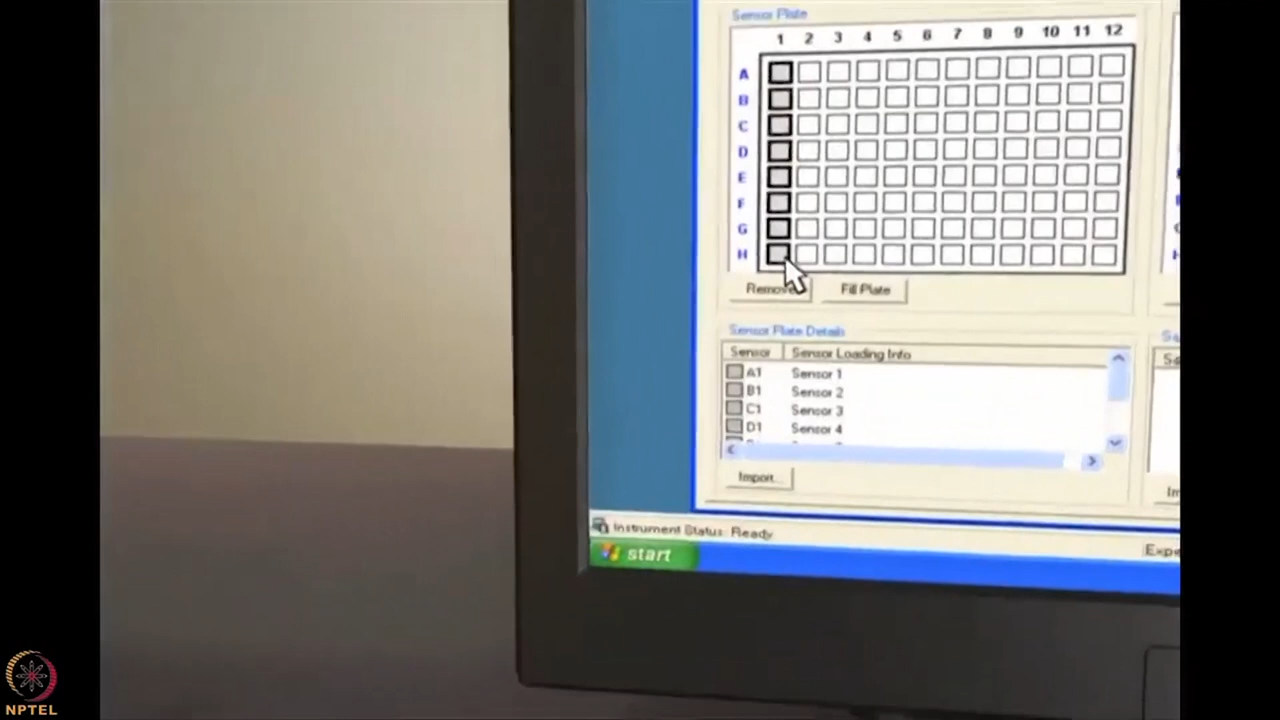 Sensor Plate
1 2 3 4 5 6 7 8 9 10 11 12
A
B
C
D
E
F
G
H
Fill Plate
Sensor Plate Details
Sensor Sensor Loading Info
A1 Sensor 1
B1 Sensor 2
C1 Sensor 3
D1 Sensor 4
Import...
Instrument Status: Ready
start
NPTEL